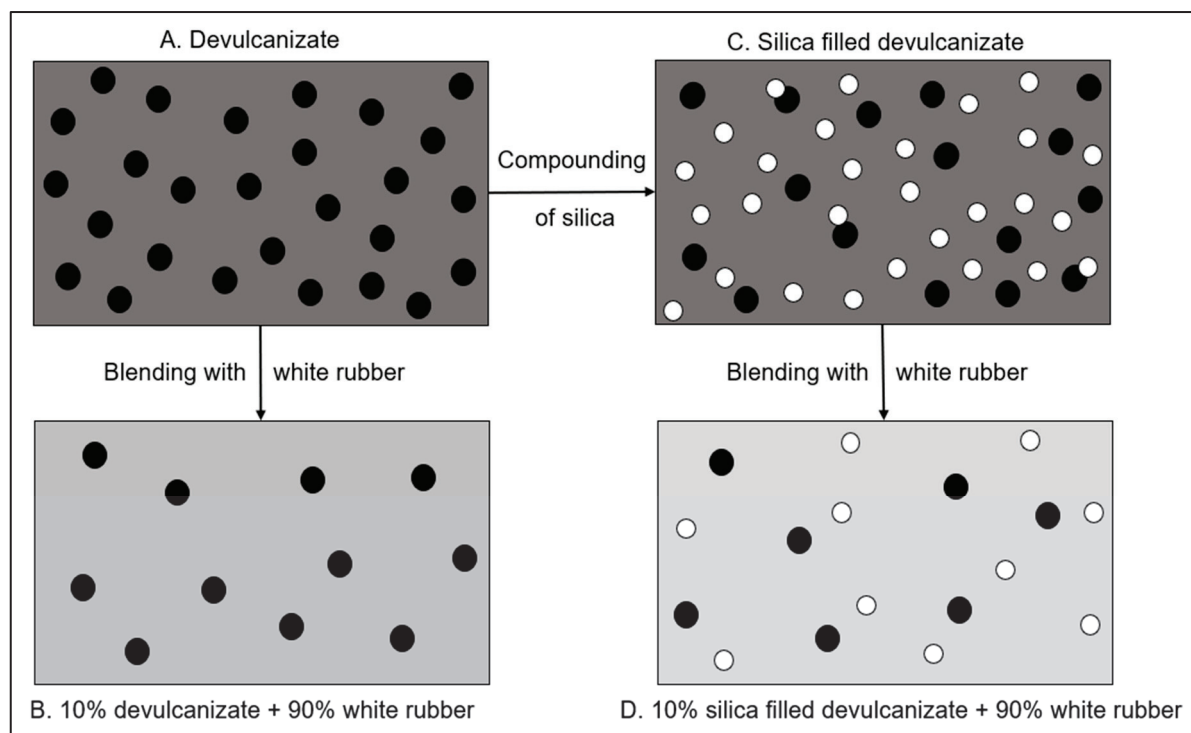 A. Devulcanizate
C. Silica filled devulcanizate
Compounding
of silica
Blending with white rubber
Blending with white rubber
B. 10% devulcanizate + 90% white rubber
D. 10% silica filled devulcanizate + 90% white rubber